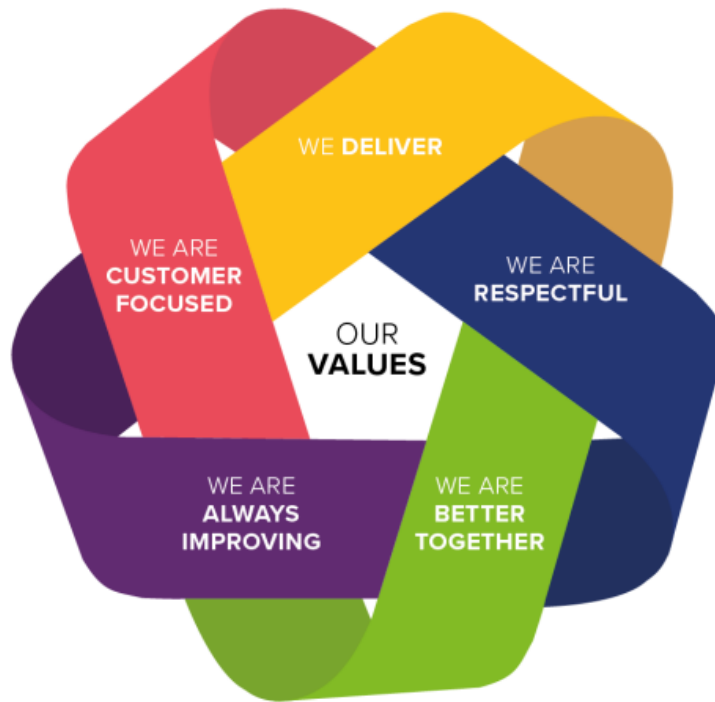 WE DELIVER
WE ARE
CUSTOMER
FOCUSED
WE ARE
RESPECTFUL
OUR
VALUES
WE ARE
ALWAYS
IMPROVING
WE ARE
BETTER
TOGETHER